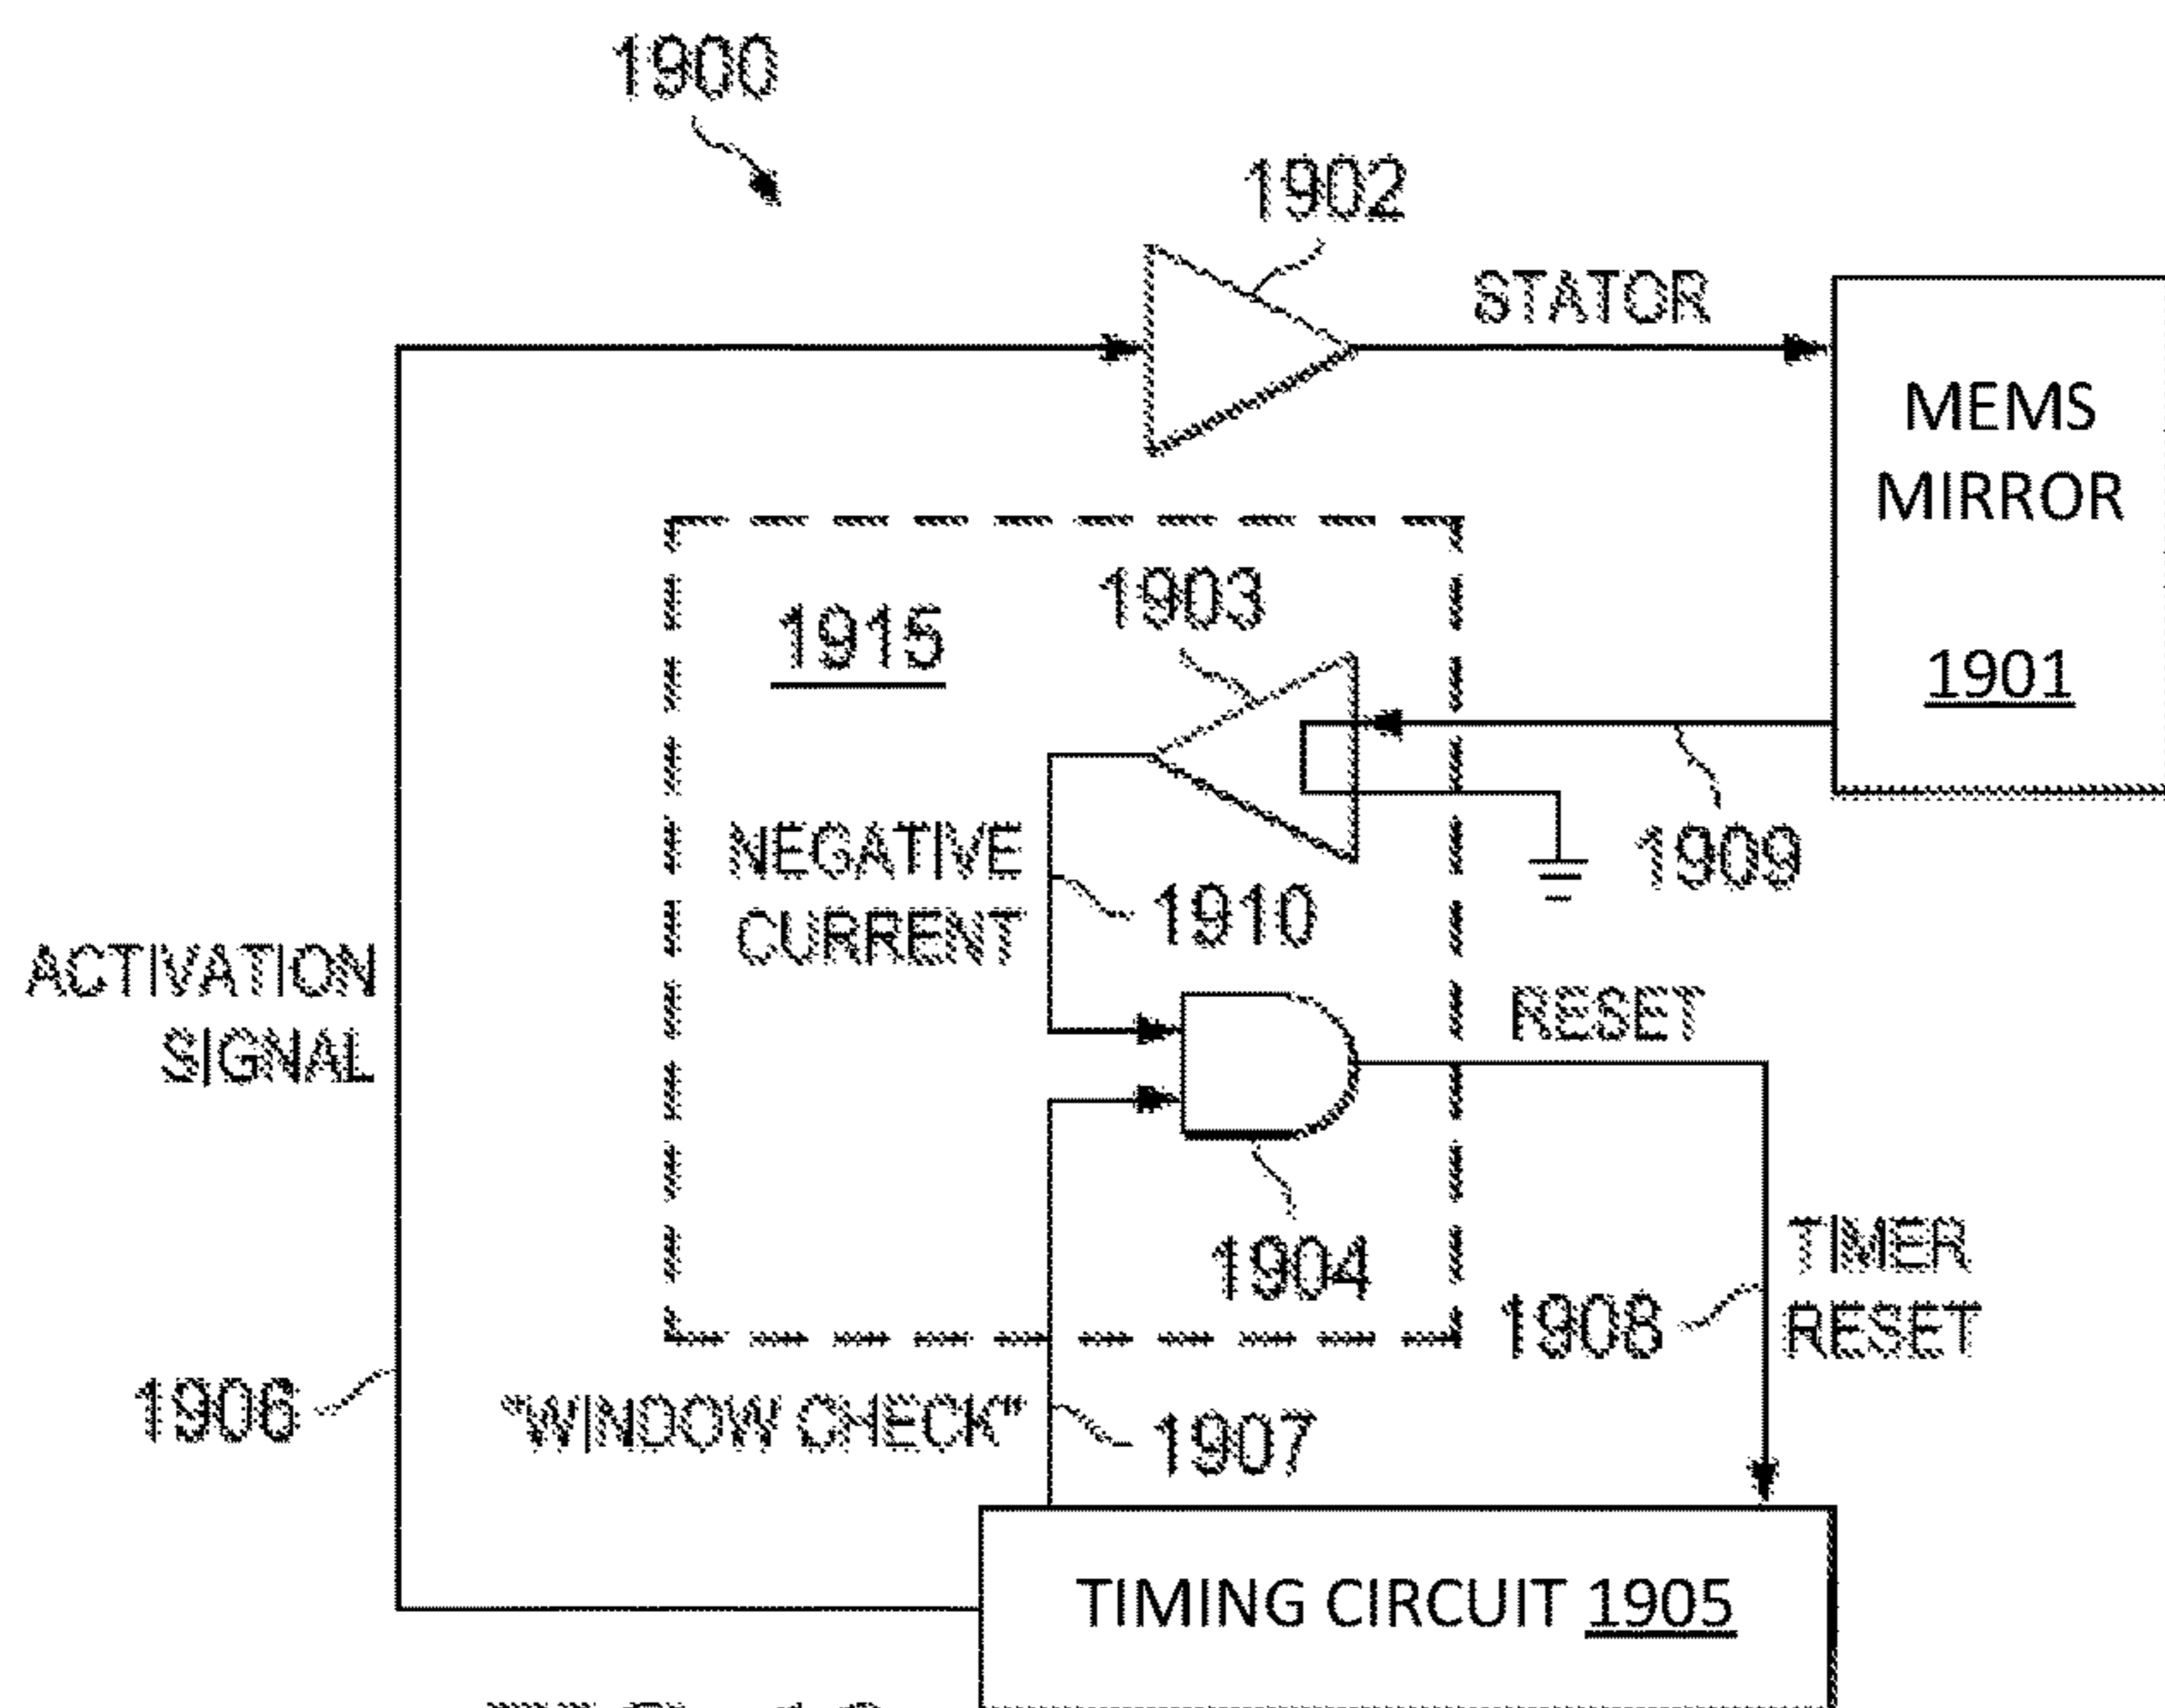 1900
1902
STATOR
MEMS
MIRROR
1901
1915
1903
1909
NEGATIVE
CURRENT
1910
ACTIVATION
SIGNAL
RESET
1904
TIMER
RESET
1908
1906
"WINDOW CHECK"
1907
TIMING CIRCUIT 1905